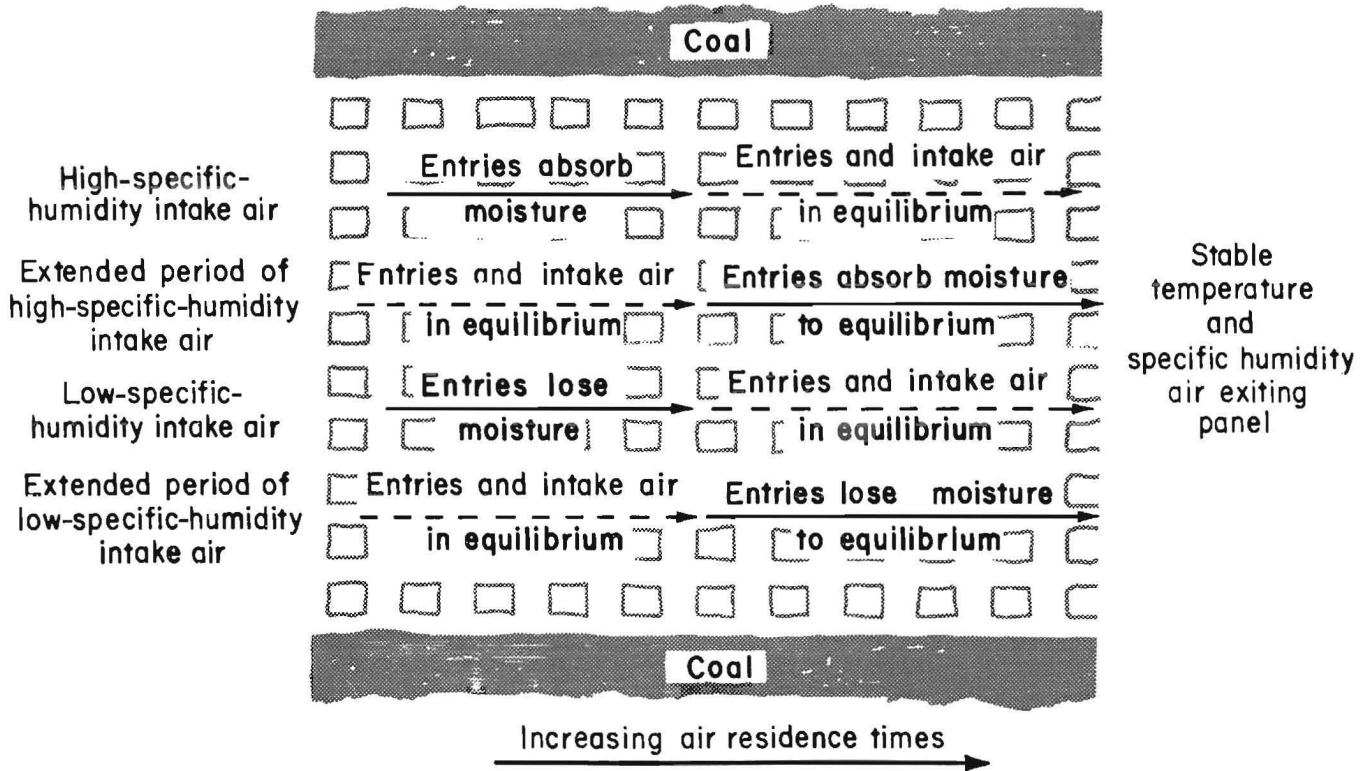 Coal
High-specific-
humidity intake air
Entries absorb
moisture
Entries and intake air
in equilibrium
Extended period of
high-specific-humidity
intake air
Entries and intake air
in equilibrium
Entries absorb moisture
to equilibrium
Low-specific-
humidity intake air
Entries lose
moisture
Entries and intake air
in equilibrium
Extended period of
low-specific-humidity
intake air
Entries and intake air
in equilibrium
Entries lose moisture
to equilibrium
Stable
temperature
and
specific humidity
air exiting
panel
Coal
Increasing air residence times